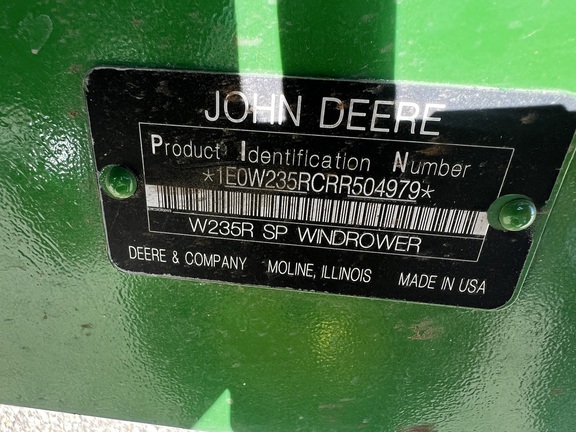 JOHN DEERE
Product Identification Number
*1E0W235RCRR504979*
W235R SP WINDROWER
DEERE & COMPANY MOLINE, ILLINOIS MADE IN USA